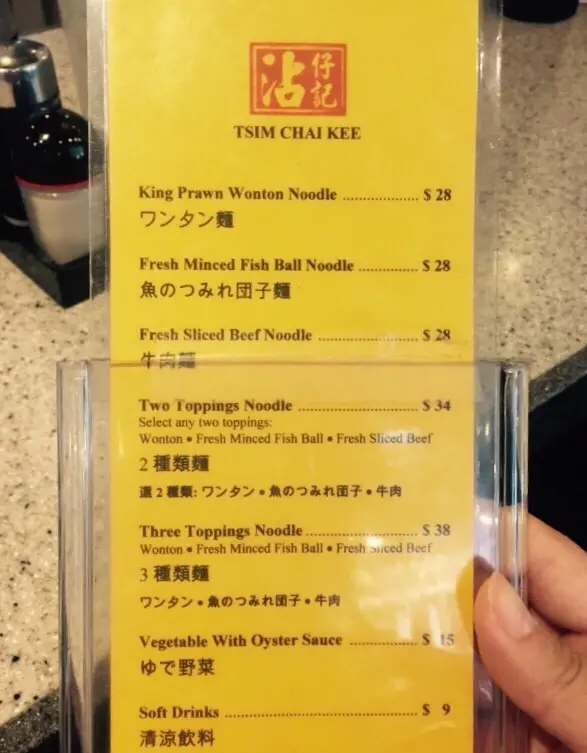 沾仔記
TSIM CHAI KEE
King Prawn Wonton Noodle .................... $ 28
ワンタン麵
Fresh Minced Fish Ball Noodle ................ $ 28
魚のつみれ団子麵
Fresh Sliced Beef Noodle ........................... $ 28
牛肉麵
Two Toppings Noodle ................................. $ 34
Select any two toppings:
Wonton ● Fresh Minced Fish Ball ● Fresh Sliced Beef
2 種類麵
選 2 種類: ワンタン ● 魚のつみれ団子 ● 牛肉
Three Toppings Noodle ............................... $ 38
Wonton ● Fresh Minced Fish Ball ● Fresh Sliced Beef
3 種類麵
ワンタン ● 魚のつみれ団子 ● 牛肉
Vegetable With Oyster Sauce .................... $ 15
ゆで野菜
Soft Drinks .................................................. $ 9
清涼飲料